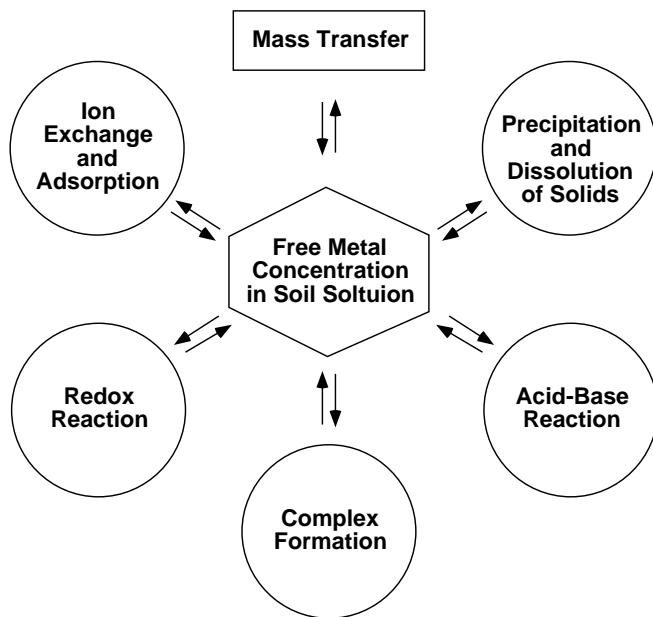 Mass Transfer
Ion
Exchange
and
Adsorption
Precipitation
and
Dissolution
of Solids
Free Metal
Concentration
in Soil Soltuion
Redox
Reaction
Acid-Base
Reaction
Complex
Formation